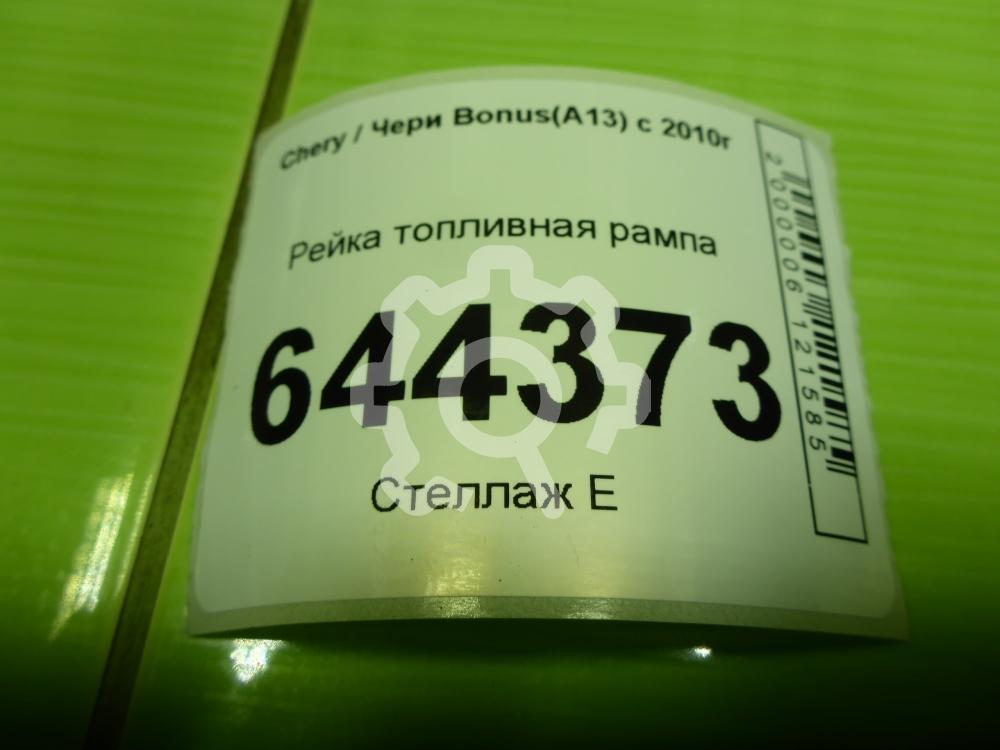 Chery / Чери Bonus(A13) с 2010г
Рейка топливная рампа
644373
Стеллаж Е
2000006121585